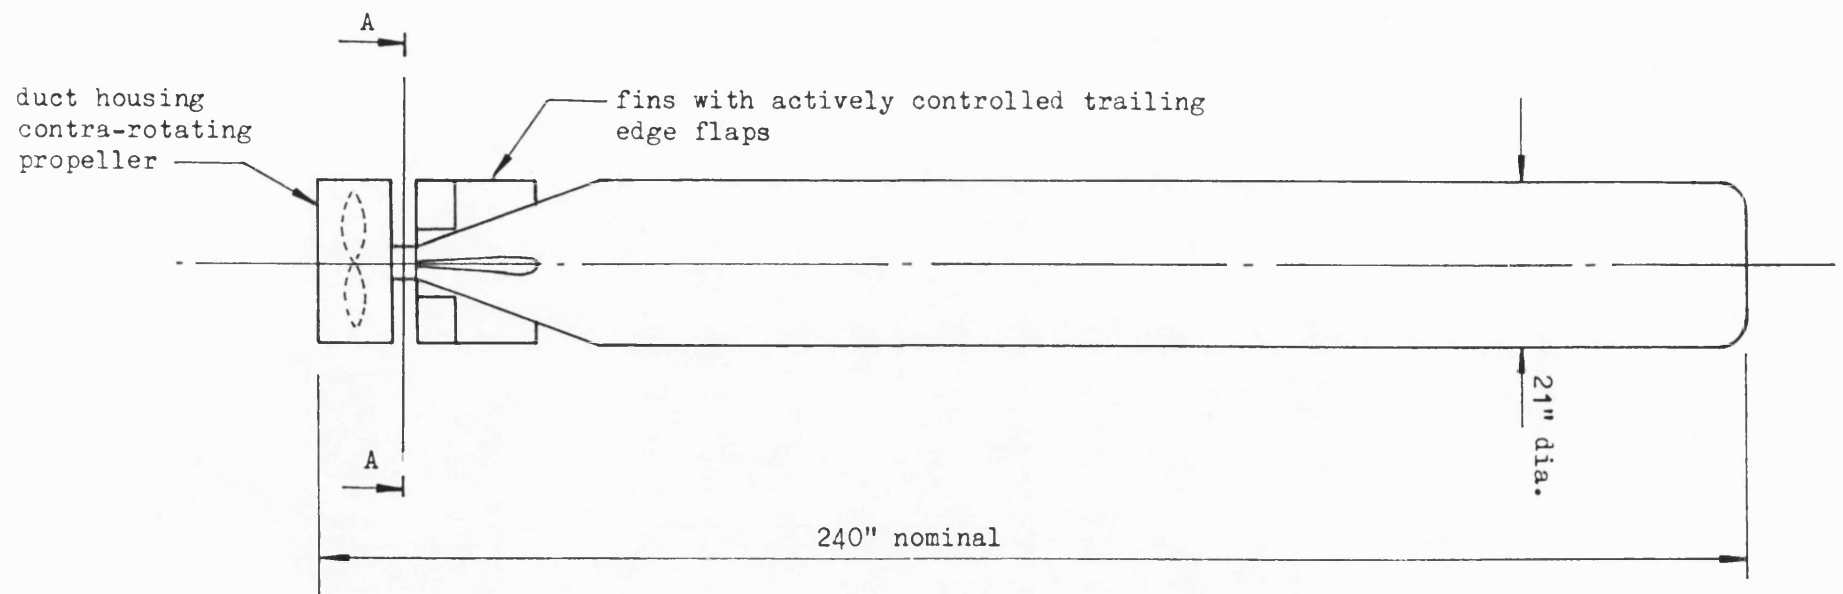 A
duct housing
contra-rotating
propeller
fins with actively controlled trailing
edge flaps
21" dia.
A
240" nominal